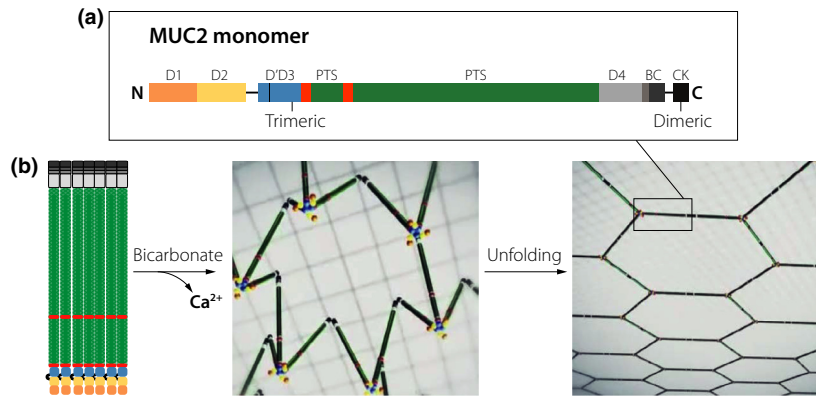 (a)
MUC2 monomer
D1 D2 D'D3 PTS PTS D4 BC CK
N C
Trimeric Dimeric
(b)
Bicarbonate
Ca²⁺
Unfolding